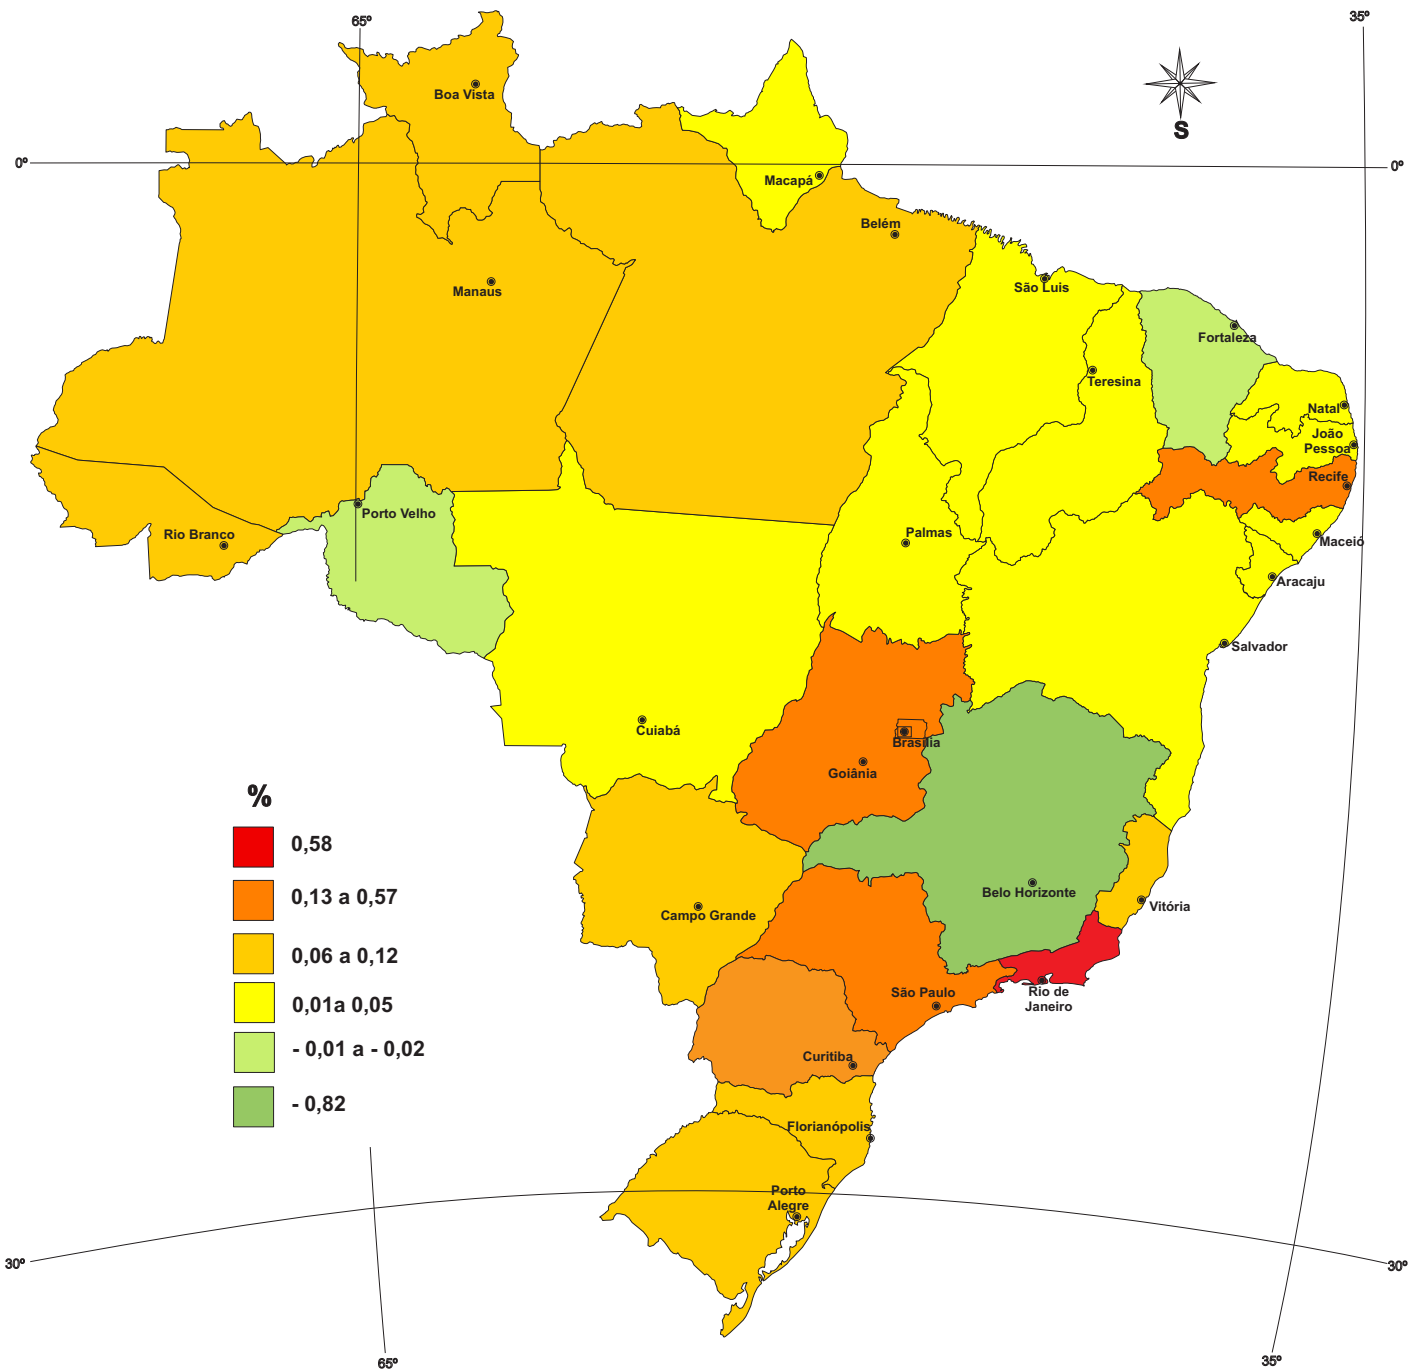 65º
35º
Boa Vista
S
0º
0º
Macapá
Belém
Manaus
São Luis
Fortaleza
Teresina
Natal
João
Pessoa
Recife
Porto Velho
Rio Branco
Palmas
Maceió
Aracaju
Salvador
Cuiabá
Brasília
Goiânia
%
0,58
0,13 a 0,57
0,06 a 0,12
0,01a 0,05
- 0,01 a - 0,02
- 0,82
Belo Horizonte
Campo Grande
Vitória
São Paulo
Rio de
Janeiro
Curitiba
Florianópolis
Porto
Alegre
30º
30º
65º
35º